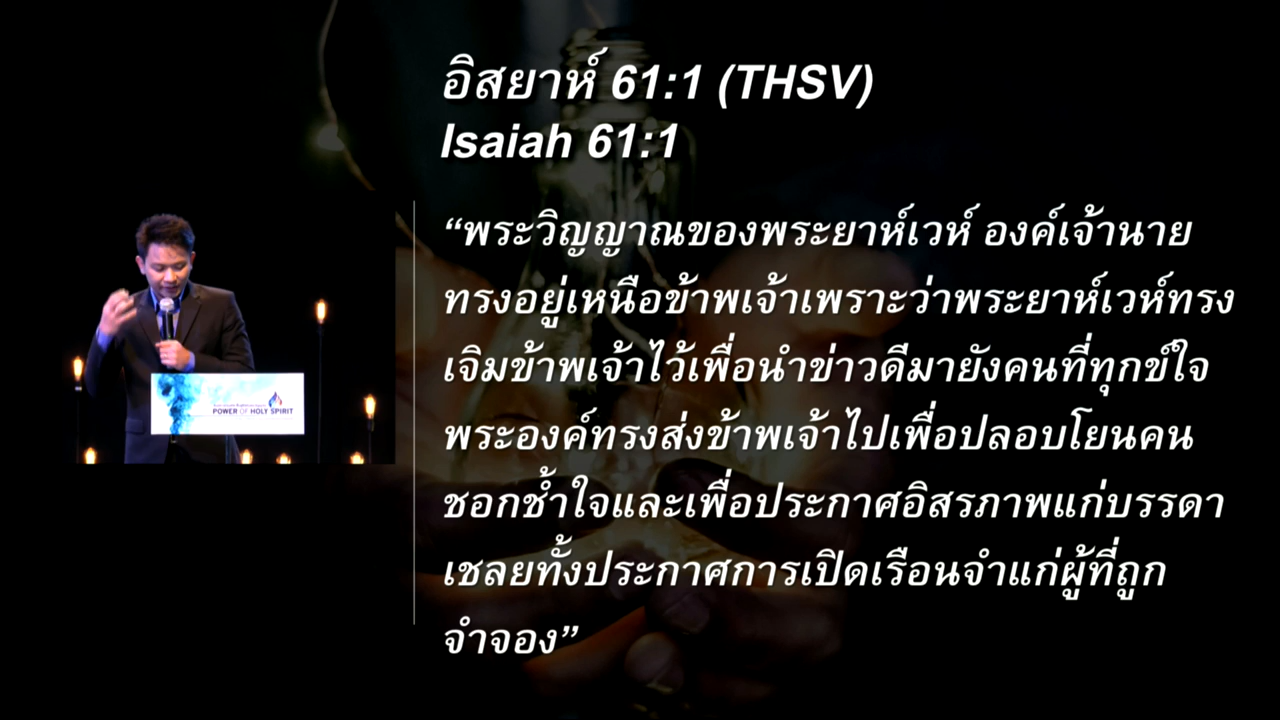 อิสยาห์ 61:1 (THSV)
Isaiah 61:1
“พระวิญญาณของพระยาห์เวห์ องค์เจ้านาย
ทรงอยู่เหนือข้าพเจ้าเพราะว่าพระยาห์เวห์ทรง
เจิมข้าพเจ้าไว้เพื่อนำข่าวดีมายังคนที่ทุกข์ใจ
พระองค์ทรงส่งข้าพเจ้าไปเพื่อปลอบโยนคน
ชอกช้ำใจและเพื่อประกาศอิสรภาพแก่บรรดา
เชลยทั้งประกาศการเปิดเรือนจำแก่ผู้ที่ถูก
จำจอง”
POWER OF HOLY SPIRIT